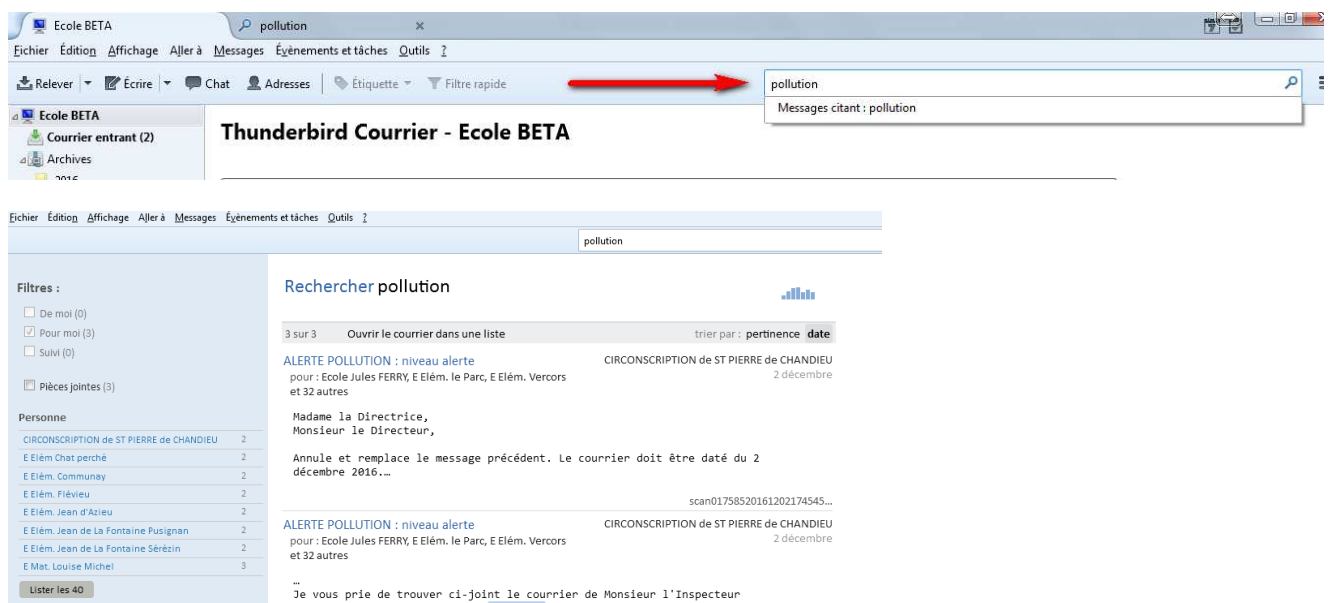 Ecole BETA
pollution
Fichier Édition Affichage Aller à Messages Évènements et tâches Outils ?
Relever Écrire Chat Adresses Étiquette Filtre rapide
pollution
Messages citant : pollution
Ecole BETA
Courrier entrant (2)
Archives
2016
Thunderbird Courrier - Ecole BETA
Fichier Édition Affichage Aller à Messages Évènements et tâches Outils ?
pollution
Filtres :
De moi (0)
Pour moi (3)
Suivi (0)
Pièces jointes (3)
Personne
CIRCONSCRIPTION de ST PIERRE de CHANDIEU 2
E Elém Chat perché 2
E Elém. Communay 2
E Elém. Flévieu 2
E Elém. Jean d'Azieu 2
E Elém. Jean de La Fontaine Pusignan 2
E Elém. Jean de La Fontaine Sérézin 2
E Mat. Louise Michel 3
Lister les 40
Rechercher pollution
3 sur 3 Ouvrir le courrier dans une liste trier par : pertinence date
ALERTE POLLUTION : niveau alerte CIRCONSCRIPTION de ST PIERRE de CHANDIEU
pour : Ecole Jules FERRY, E Elém. le Parc, E Elém. Vercors 2 décembre
et 32 autres
Madame la Directrice,
Monsieur le Directeur,
Annule et remplace le message précédent. Le courrier doit être daté du 2
décembre 2016.…
scan01758520161202174545...
ALERTE POLLUTION : niveau alerte CIRCONSCRIPTION de ST PIERRE de CHANDIEU
pour : Ecole Jules FERRY, E Elém. le Parc, E Elém. Vercors 2 décembre
et 32 autres
…
Je vous prie de trouver ci-joint le courrier de Monsieur l'Inspecteur